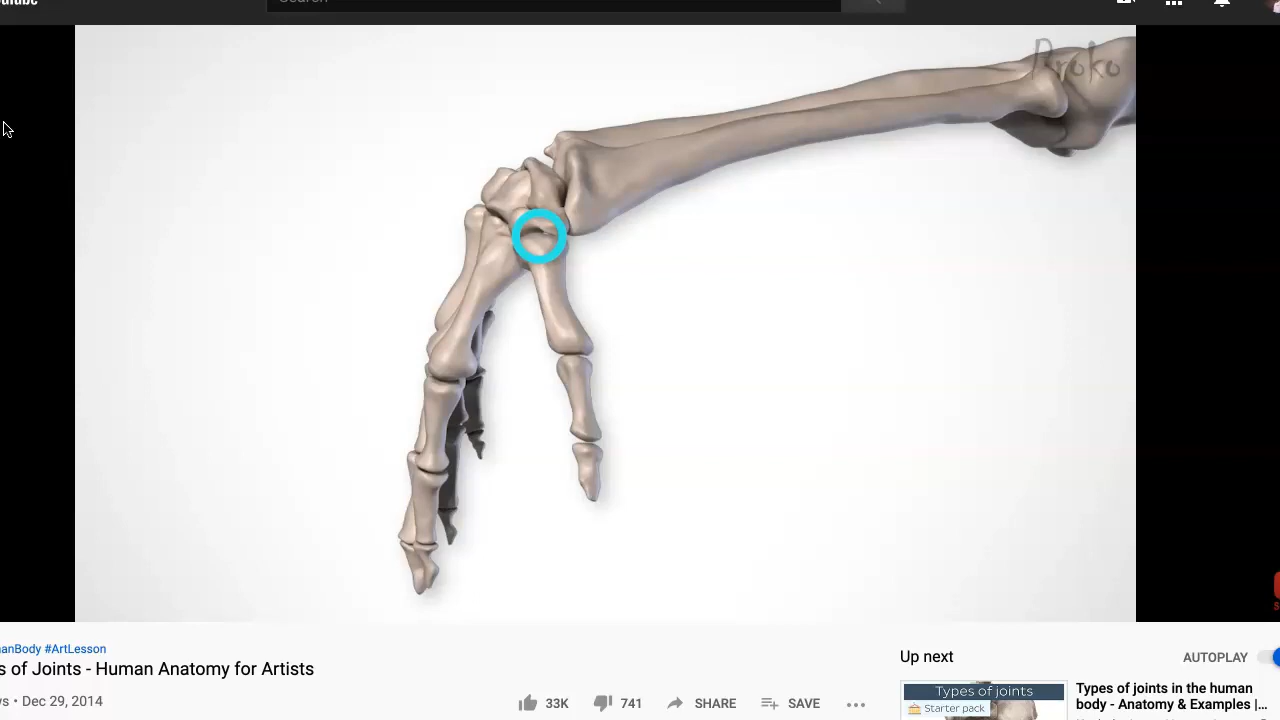 Search
Proko
anBody #ArtLesson
s of Joints - Human Anatomy for Artists
s • Dec 29, 2014
33K
741
SHARE
SAVE
Up next
AUTOPLAY
Types of joints
Starter pack
Types of joints in the human
body - Anatomy & Examples |...